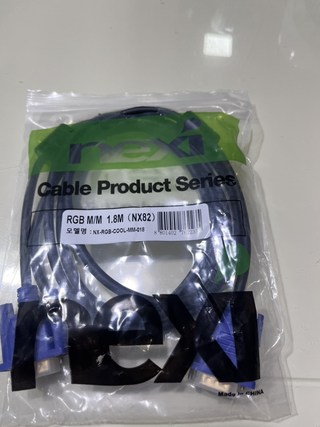 nexi
Cable Product Series
RGB M/M 1.8M (NX82)
모델명 : NX-RGB-COOL-MM-018
nexi
Made in CHINA